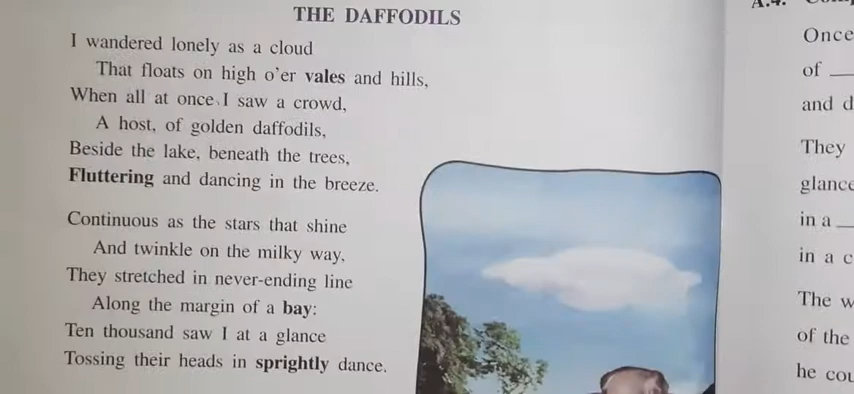 THE DAFFODILS
I wandered lonely as a cloud
That floats on high o'er vales and hills,
When all at once I saw a crowd,
A host, of golden daffodils,
Beside the lake, beneath the trees,
Fluttering and dancing in the breeze.
Continuous as the stars that shine
And twinkle on the milky way,
They stretched in never-ending line
Along the margin of a bay:
Ten thousand saw I at a glance
Tossing their heads in sprightly dance.
Once
of
and
They
glance
in a
in a
The
of the
he